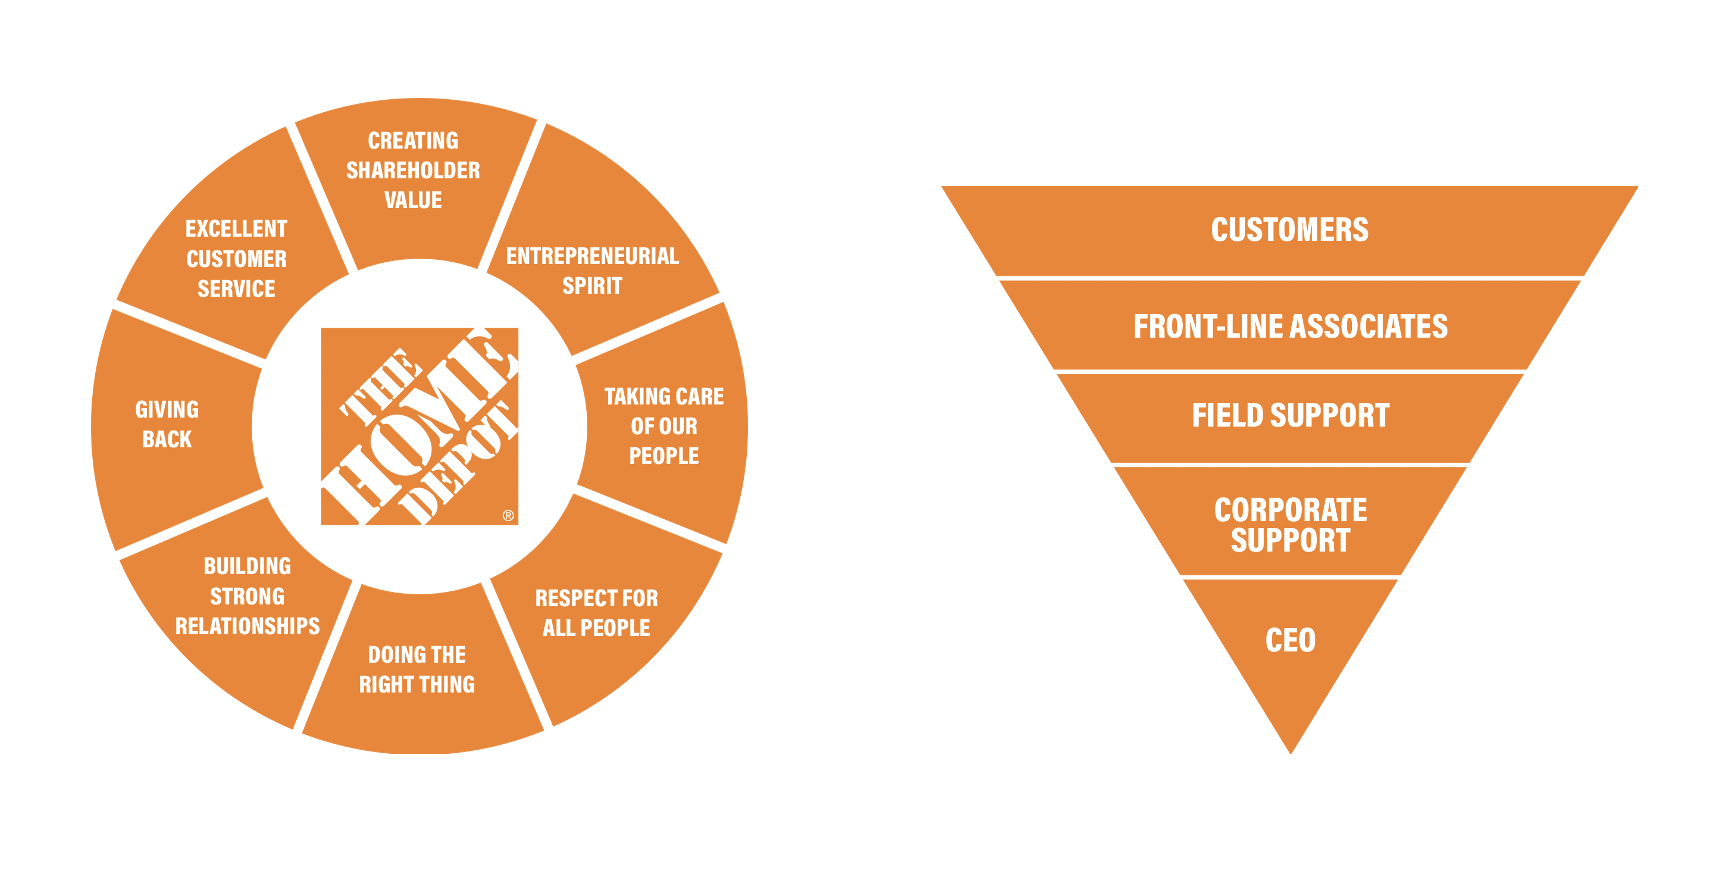 CREATING
SHAREHOLDER
VALUE
ENTREPRENEURIAL
SPIRIT
TAKING CARE
OF OUR
PEOPLE
RESPECT FOR
ALL PEOPLE
DOING THE
RIGHT THING
BUILDING
STRONG
RELATIONSHIPS
GIVING
BACK
EXCELLENT
CUSTOMER
SERVICE
THE
HOME
DEPOT
®
CUSTOMERS
FRONT-LINE ASSOCIATES
FIELD SUPPORT
CORPORATE
SUPPORT
CEO